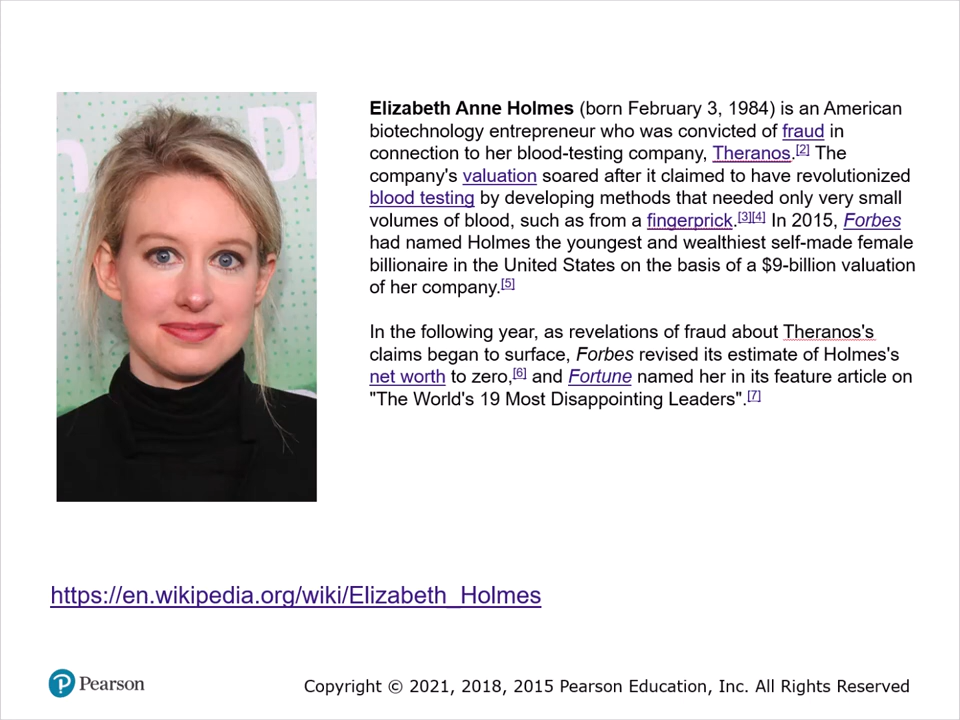 Elizabeth Anne Holmes (born February 3, 1984) is an American
biotechnology entrepreneur who was convicted of fraud in
connection to her blood-testing company, Theranos.[2] The
company's valuation soared after it claimed to have revolutionized
blood testing by developing methods that needed only very small
volumes of blood, such as from a fingerprick.[3][4] In 2015, Forbes
had named Holmes the youngest and wealthiest self-made female
billionaire in the United States on the basis of a $9-billion valuation
of her company.[5]
In the following year, as revelations of fraud about Theranos's
claims began to surface, Forbes revised its estimate of Holmes's
net worth to zero,[6] and Fortune named her in its feature article on
"The World's 19 Most Disappointing Leaders".[7]
https://en.wikipedia.org/wiki/Elizabeth_Holmes
Pearson
Copyright © 2021, 2018, 2015 Pearson Education, Inc. All Rights Reserved